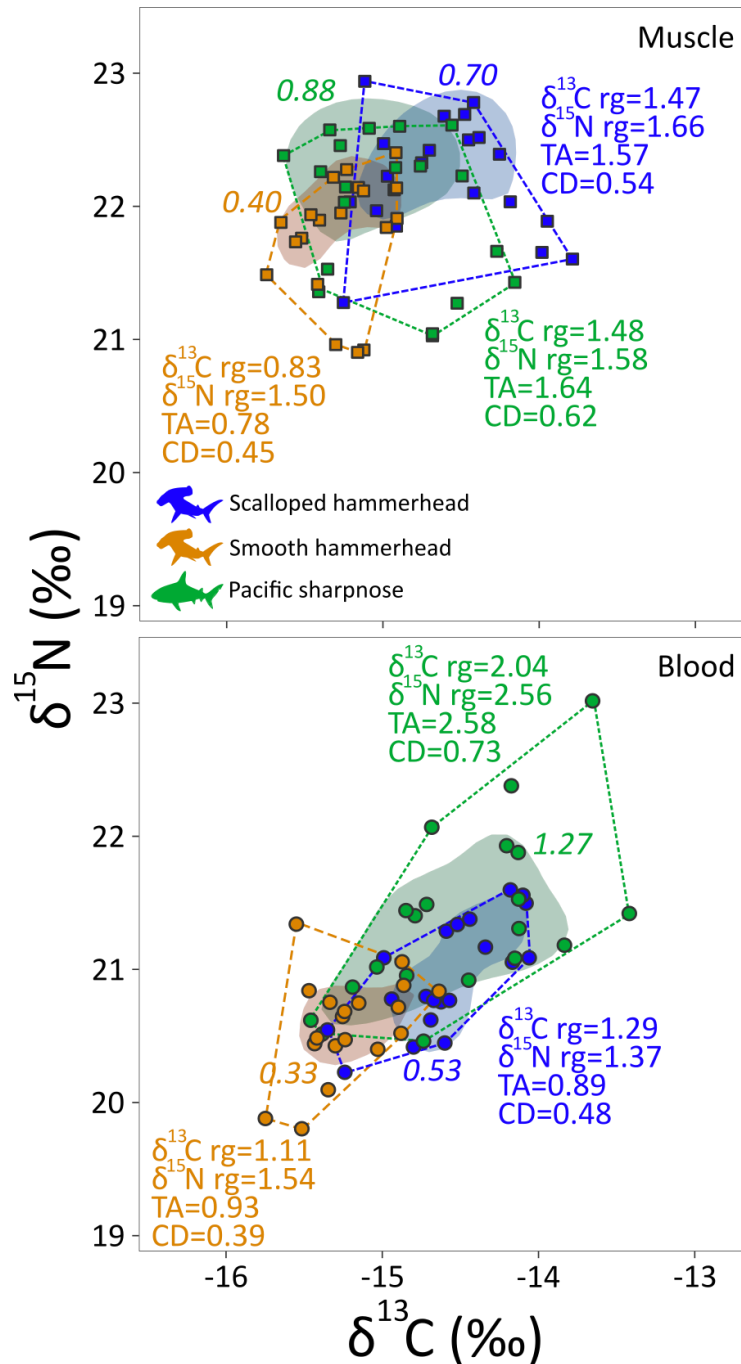 Muscle
23
22
21
20
19
0.88
0.70
0.40
δ¹³C rg=1.47
δ¹⁵N rg=1.66
TA=1.57
CD=0.54
δ¹³C rg=0.83
δ¹⁵N rg=1.50
TA=0.78
CD=0.45
δ¹³C rg=1.48
δ¹⁵N rg=1.58
TA=1.64
CD=0.62
Scalloped hammerhead
Smooth hammerhead
Pacific sharpnose
δ¹⁵N (‰)
Blood
23
22
21
20
19
δ¹³C rg=2.04
δ¹⁵N rg=2.56
TA=2.58
CD=0.73
1.27
0.33
0.53
δ¹³C rg=1.29
δ¹⁵N rg=1.37
TA=0.89
CD=0.48
δ¹³C rg=1.11
δ¹⁵N rg=1.54
TA=0.93
CD=0.39
-16 -15 -14 -13
δ¹³C (‰)